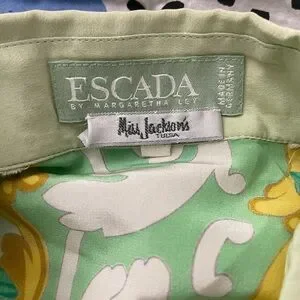 ESCADA
BY MARGARETHA LEY
MADE IN
GERMANY
Miss Jackson's
TULSA